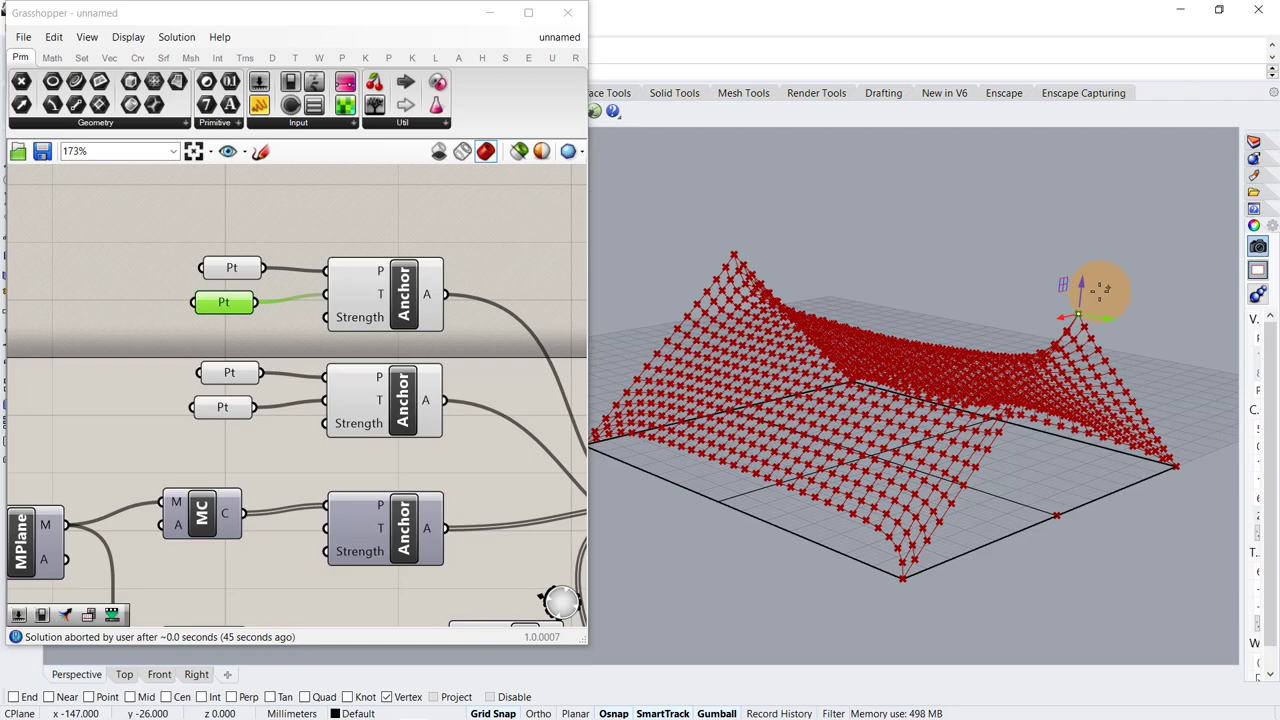 Grasshopper - unnamed
File Edit View Display Solution Help unnamed
Prm Math Set Vec Crv Srf Msh Int Trns D T W P K K L A S E U R
Geometry Primitive Input Util
173%
Pt
P
T
Strength
Anchor
A
Pt
Pt
P
T
Strength
Anchor
A
Pt
MPlane
M
A
M
A
MC
C
P
T
Strength
Anchor
A
Solution aborted by user after ~0.0 seconds (45 seconds ago) 1.0.0007
Solid Tools Mesh Tools Render Tools Drafting New in V6 Enscape Enscape Capturing
Perspective Top Front Right
End Near Point Mid Cen Int Perp Tan Quad Knot Vertex Project Disable
CPlane x -147.000 y -26.000 z 0.000 Millimeters Default Grid Snap Ortho Planar Osnap SmartTrack Gumball Record History Filter Memory use: 498 MB